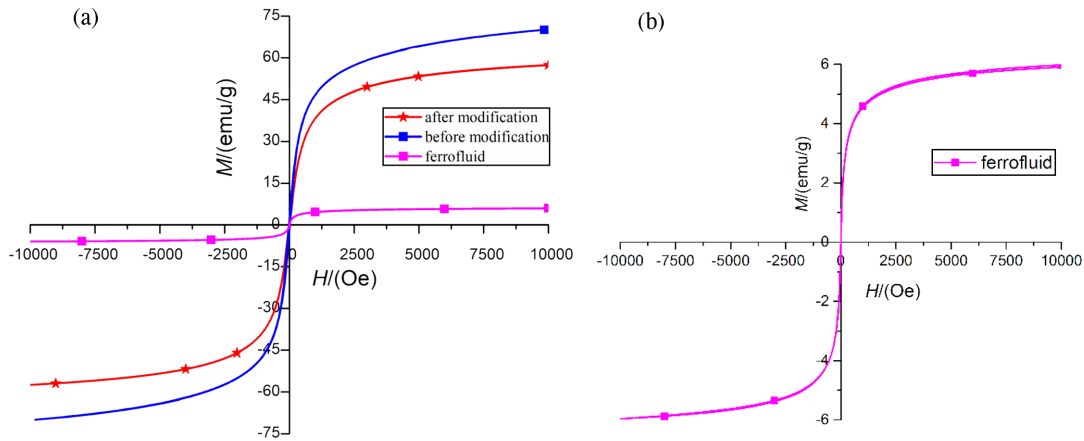 (a)
M/(emu/g)
75
60
45
30
15
0
-15
-30
-45
-60
-75
-10000 -7500 -5000 -2500 0 2500 5000 7500 10000
H/(Oe)
after modification
before modification
ferrofluid
(b)
M/(emu/g)
6
4
2
0
-2
-4
-6
-10000 -7500 -5000 -2500 0 2500 5000 7500 10000
H/(Oe)
ferrofluid